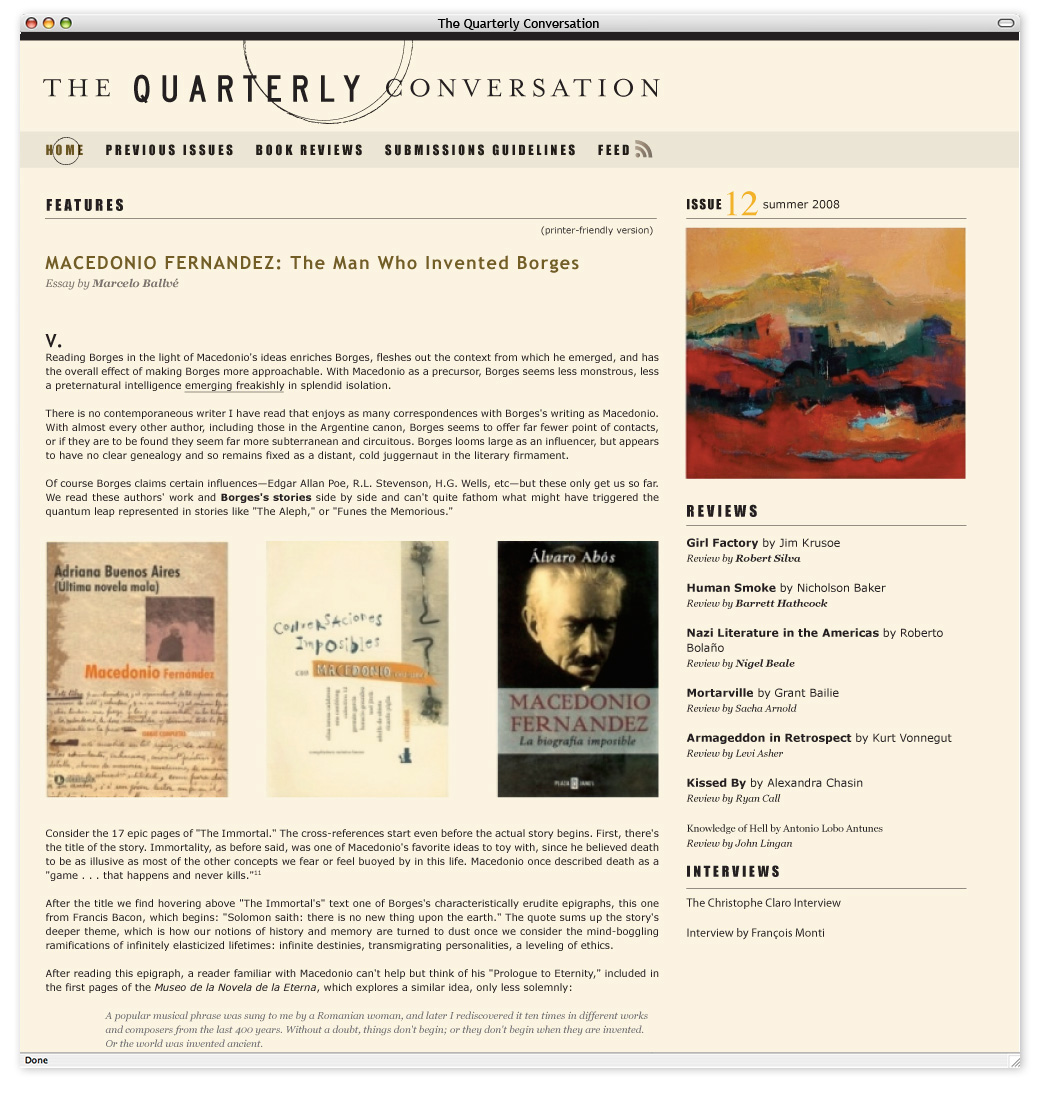 The Quarterly Conversation
THE QUARTERLY CONVERSATION
HOME PREVIOUS ISSUES BOOK REVIEWS SUBMISSIONS GUIDELINES FEED
FEATURES
(printer-friendly version)
MACEDONIO FERNANDEZ: The Man Who Invented Borges
Essay by Marcelo Ballvé
V.
Reading Borges in the light of Macedonio's ideas enriches Borges, fleshes out the context from which he emerged, and has
the overall effect of making Borges more approachable. With Macedonio as a precursor, Borges seems less monstrous, less
a preternatural intelligence emerging freakishly in splendid isolation.
There is no contemporaneous writer I have read that enjoys as many correspondences with Borges's writing as Macedonio.
With almost every other author, including those in the Argentine canon, Borges seems to offer far fewer point of contacts,
or if they are to be found they seem far more subterranean and circuitous. Borges looms large as an influencer, but appears
to have no clear genealogy and so remains fixed as a distant, cold juggernaut in the literary firmament.
Of course Borges claims certain influences—Edgar Allan Poe, R.L. Stevenson, H.G. Wells, etc—but these only get us so far.
We read these authors' work and Borges's stories side by side and can't quite fathom what might have triggered the
quantum leap represented in stories like "The Aleph," or "Funes the Memorious."
Adriana Buenos Aires
(Ultima novela mala)
Macedonio Fernández
Conversaciones
Imposibles
con MACEDONIO
Álvaro Abós
MACEDONIO
FERNANDEZ
La biografía imposible
PLAZA JANES
Consider the 17 epic pages of "The Immortal." The cross-references start even before the actual story begins. First, there's
the title of the story. Immortality, as before said, was one of Macedonio's favorite ideas to toy with, since he believed death
to be as illusive as most of the other concepts we fear or feel buoyed by in this life. Macedonio once described death as a
"game . . . that happens and never kills."11
After the title we find hovering above "The Immortal's" text one of Borges's characteristically erudite epigraphs, this one
from Francis Bacon, which begins: "Solomon saith: there is no new thing upon the earth." The quote sums up the story's
deeper theme, which is how our notions of history and memory are turned to dust once we consider the mind-boggling
ramifications of infinitely elasticized lifetimes: infinite destinies, transmigrating personalities, a leveling of ethics.
After reading this epigraph, a reader familiar with Macedonio can't help but think of his "Prologue to Eternity," included in
the first pages of the Museo de la Novela de la Eterna, which explores a similar idea, only less solemnly:
A popular musical phrase was sung to me by a Romanian woman, and later I rediscovered it ten times in different works
and composers from the last 400 years. Without a doubt, things don't begin; or they don't begin when they are invented.
Or the world was invented ancient.
ISSUE 12 summer 2008
REVIEWS
Girl Factory by Jim Krusoe
Review by Robert Silva
Human Smoke by Nicholson Baker
Review by Barrett Hathcock
Nazi Literature in the Americas by Roberto
Bolaño
Review by Nigel Beale
Mortarville by Grant Bailie
Review by Sacha Arnold
Armageddon in Retrospect by Kurt Vonnegut
Review by Levi Asher
Kissed By by Alexandra Chasin
Review by Ryan Call
Knowledge of Hell by Antonio Lobo Antunes
Review by John Lingan
INTERVIEWS
The Christophe Claro Interview
Interview by François Monti
Done